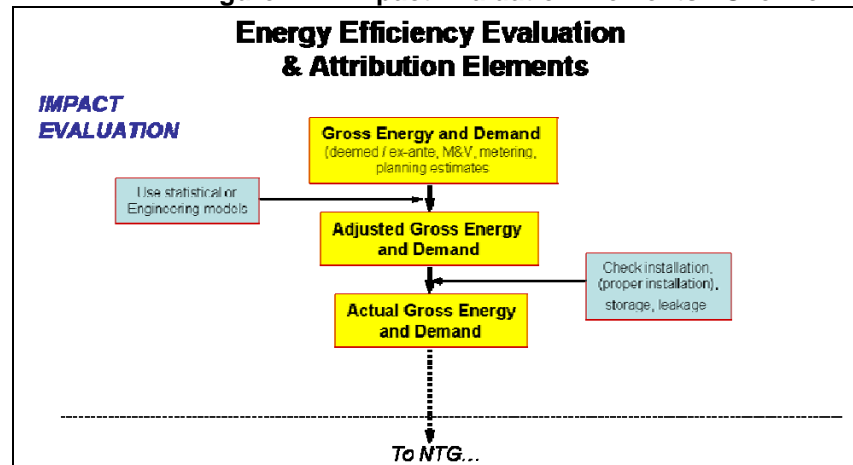 Energy Efficiency Evaluation
& Attribution Elements
IMPACT
EVALUATION
Gross Energy and Demand
(deemed / ex-ante, M&V, metering,
planning estimates
Use statistical or
Engineering models
Adjusted Gross Energy
and Demand
Check installation,
(proper installation),
storage, leakage
Actual Gross Energy
and Demand
To NTG...